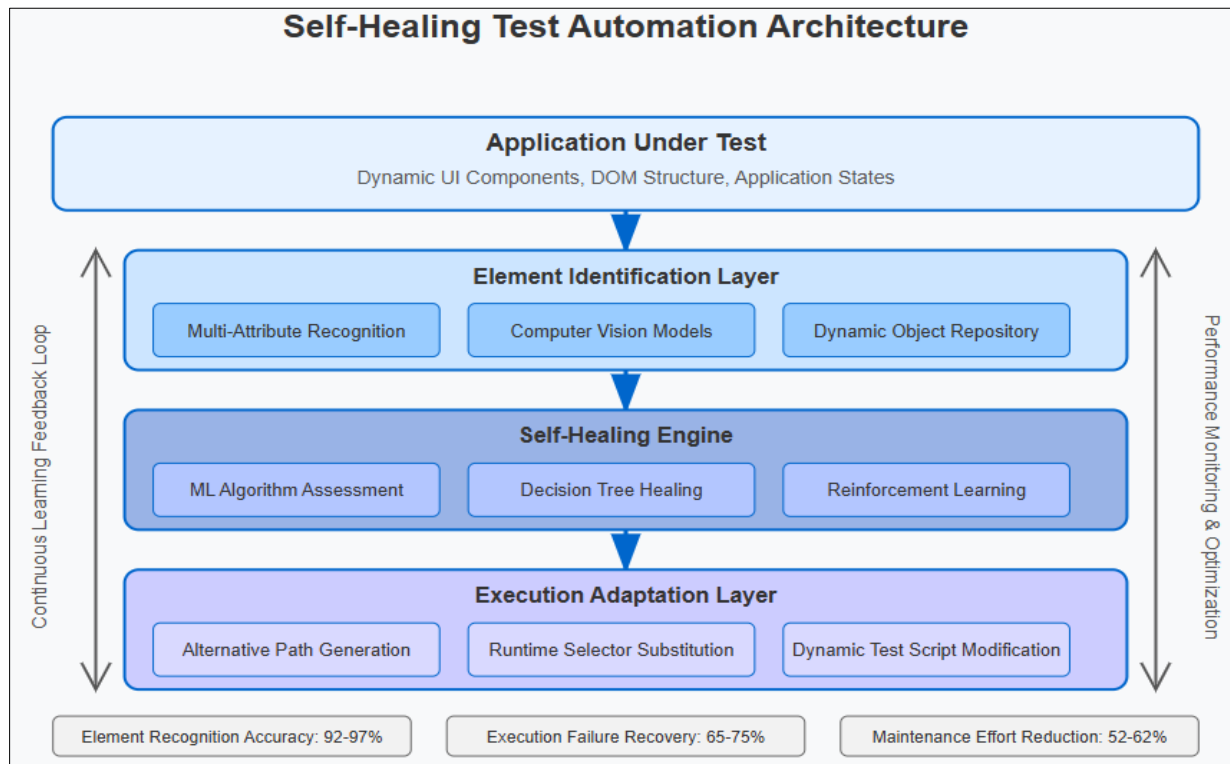 Self-Healing Test Automation Architecture
Application Under Test
Dynamic UI Components, DOM Structure, Application States
Element Identification Layer
Multi-Attribute Recognition
Computer Vision Models
Dynamic Object Repository
Self-Healing Engine
ML Algorithm Assessment
Decision Tree Healing
Reinforcement Learning
Execution Adaptation Layer
Alternative Path Generation
Runtime Selector Substitution
Dynamic Test Script Modification
Continuous Learning Feedback Loop
Performance Monitoring & Optimization
Element Recognition Accuracy: 92-97%
Execution Failure Recovery: 65-75%
Maintenance Effort Reduction: 52-62%